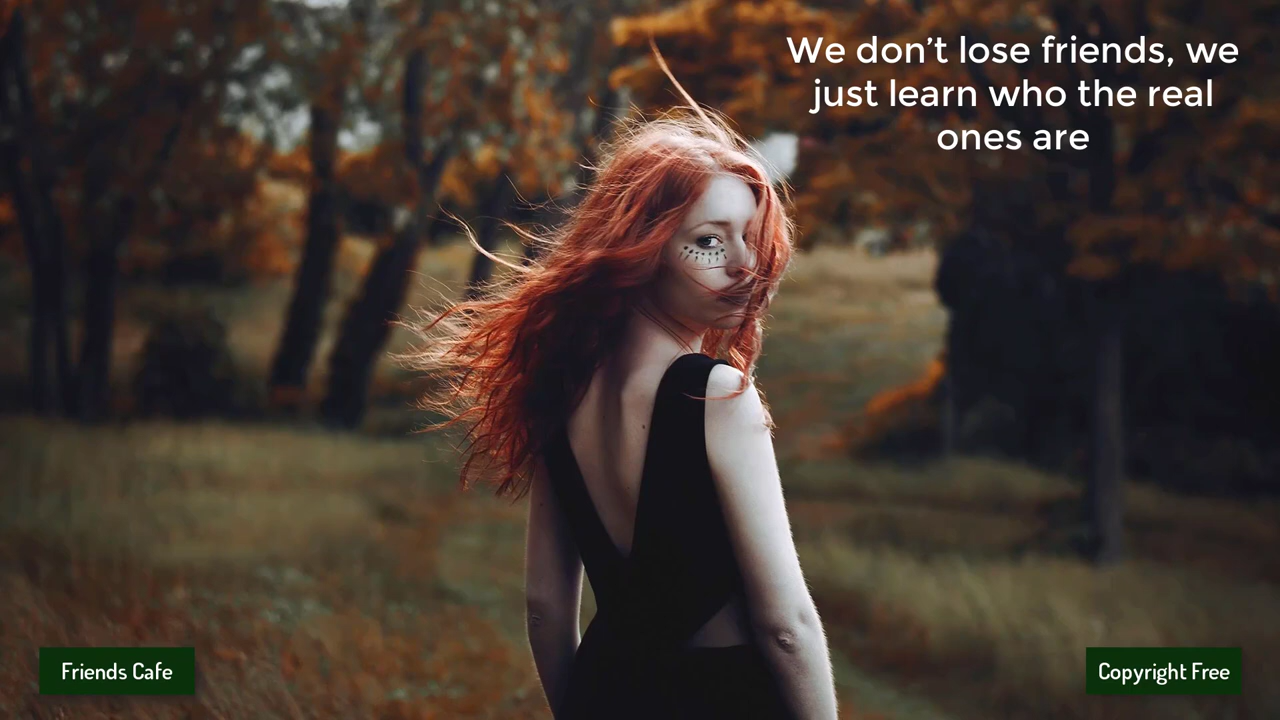 We don’t lose friends, we
just learn who the real
ones are
Friends Cafe
Copyright Free